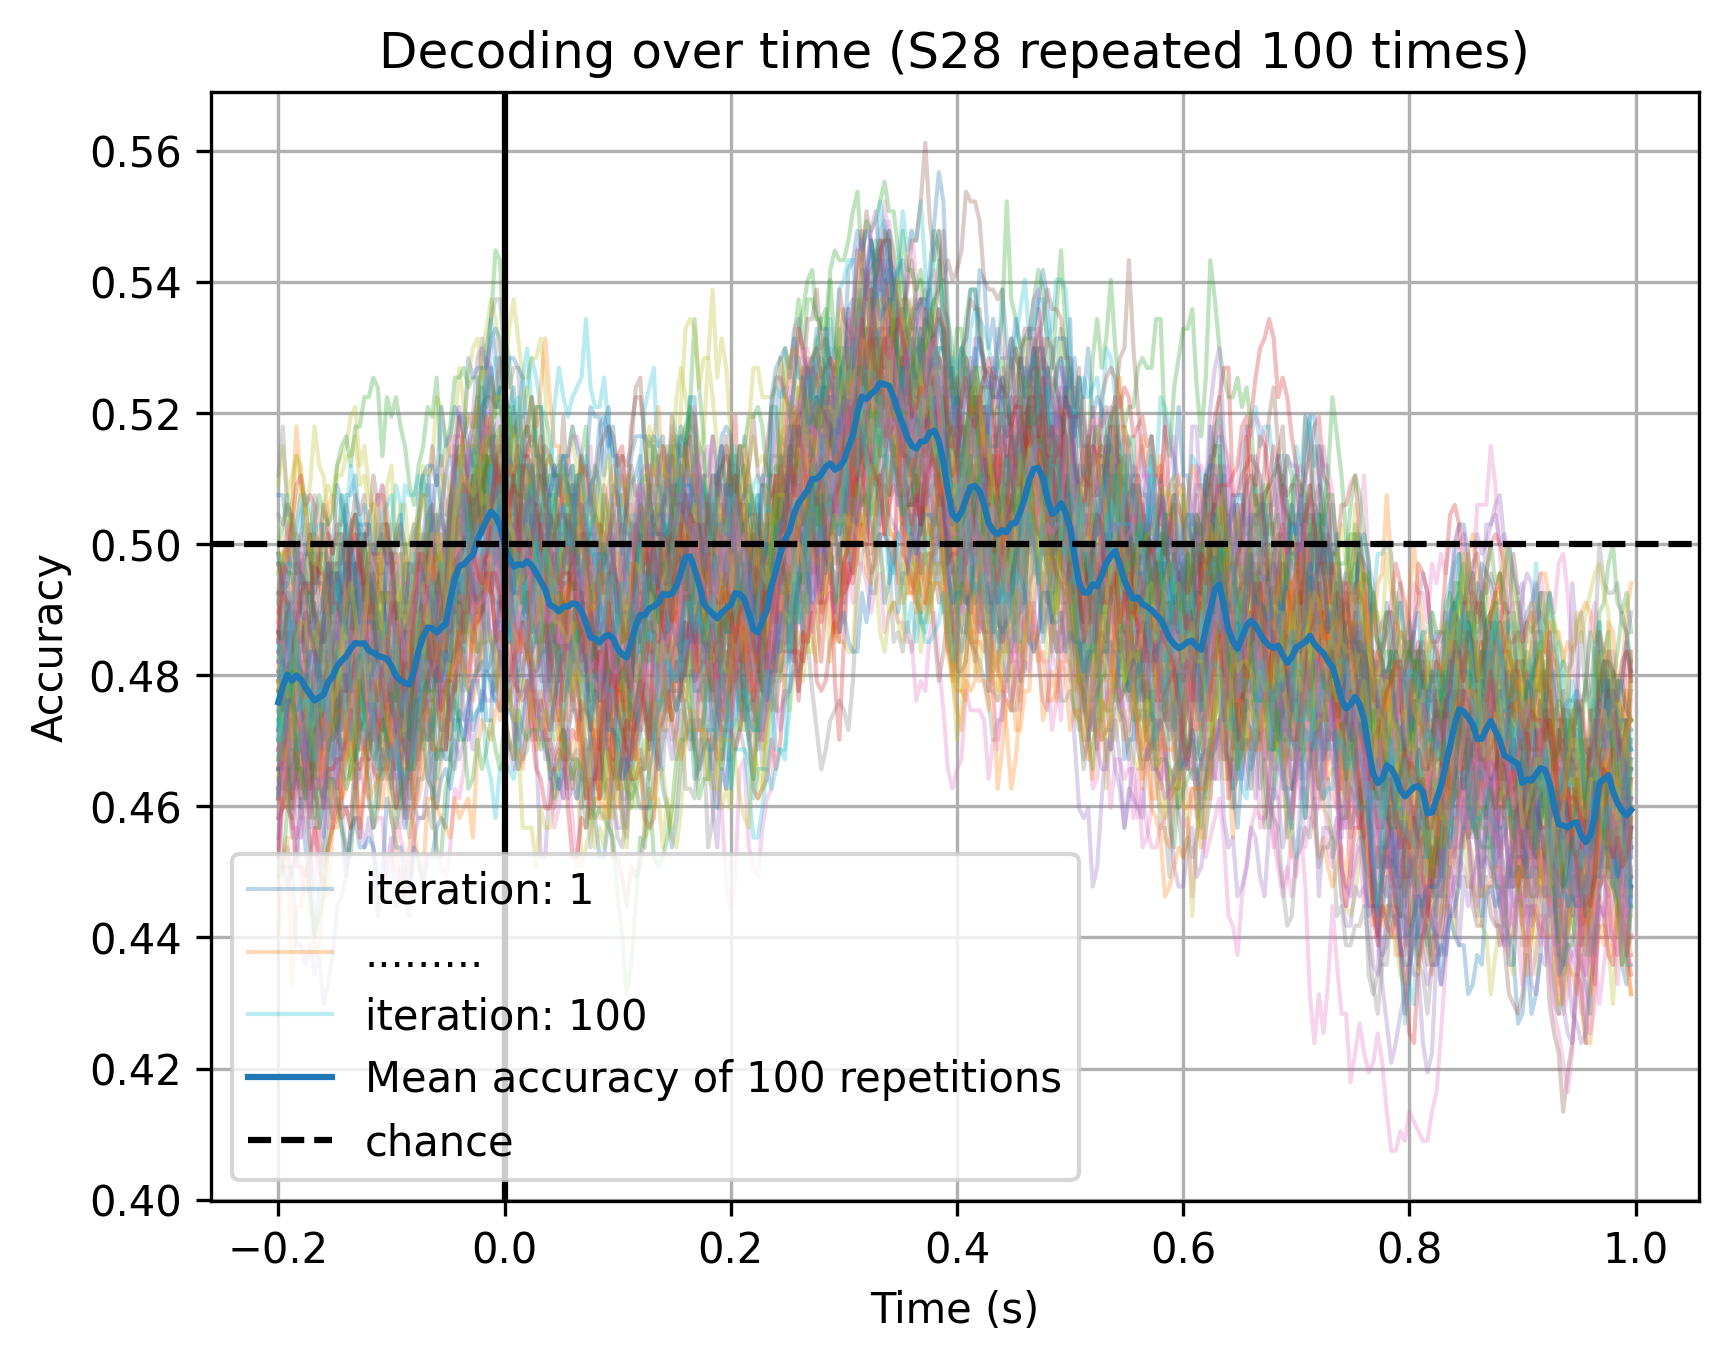 Decoding over time (S28 repeated 100 times)
Accuracy
0.56
0.54
0.52
0.50
0.48
0.46
0.44
0.42
0.40
iteration: 1
.........
iteration: 100
Mean accuracy of 100 repetitions
chance
−0.2 0.0 0.2 0.4 0.6 0.8 1.0
Time (s)